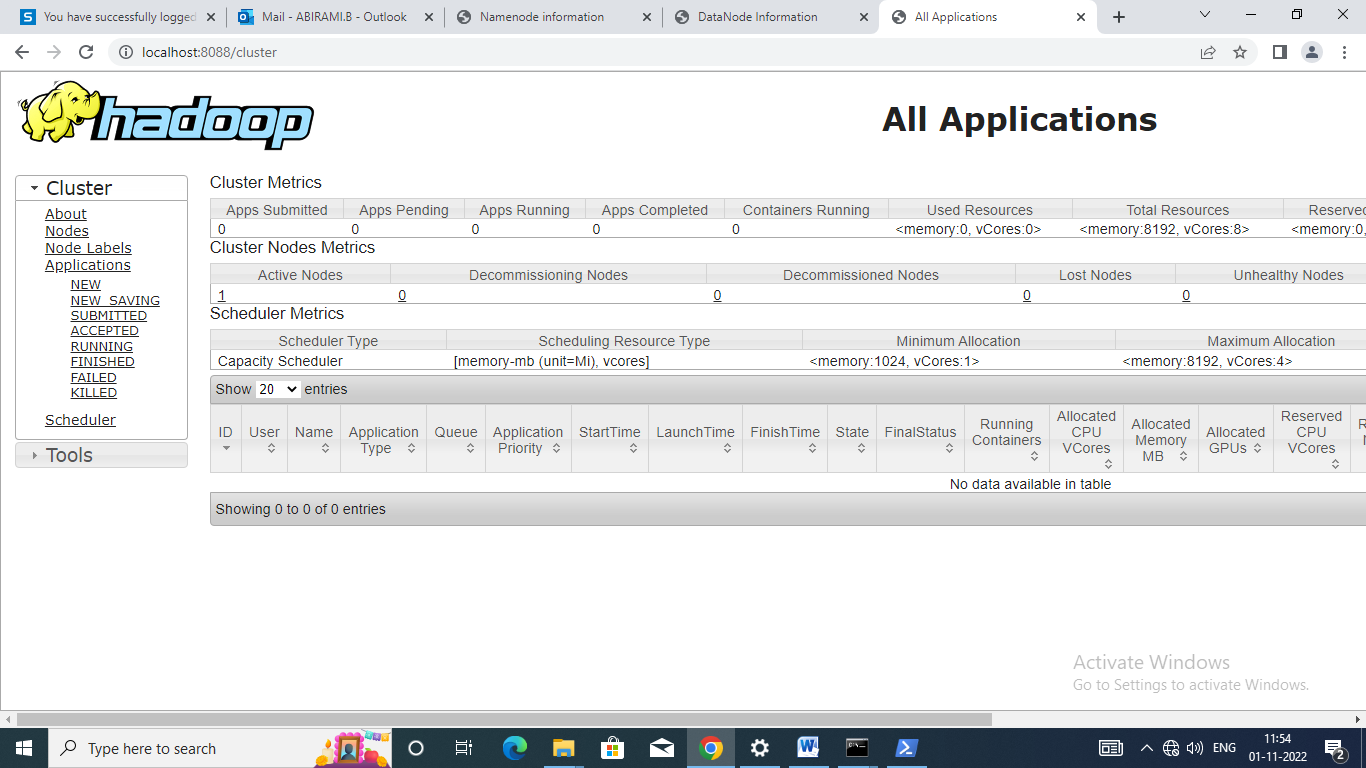 You have successfully logged
Mail - ABIRAMI.B - Outlook
Namenode information
DataNode Information
All Applications
localhost:8088/cluster
hadoop
All Applications
Cluster
About
Nodes
Node Labels
Applications
NEW
NEW_SAVING
SUBMITTED
ACCEPTED
RUNNING
FINISHED
FAILED
KILLED
Scheduler
Tools
Cluster Metrics
Apps Submitted Apps Pending Apps Running Apps Completed Containers Running Used Resources Total Resources Reserved
0 0 0 0 0 <memory:0, vCores:0> <memory:8192, vCores:8> <memory:0,
Cluster Nodes Metrics
Active Nodes Decommissioning Nodes Decommissioned Nodes Lost Nodes Unhealthy Nodes
1 0 0 0 0
Scheduler Metrics
Scheduler Type Scheduling Resource Type Minimum Allocation Maximum Allocation
Capacity Scheduler [memory-mb (unit=Mi), vcores] <memory:1024, vCores:1> <memory:8192, vCores:4>
Show 20 entries
ID User Name Application Type Queue Application Priority StartTime LaunchTime FinishTime State FinalStatus Running Containers Allocated CPU VCores Allocated Memory MB Allocated GPUs Reserved CPU VCores
No data available in table
Showing 0 to 0 of 0 entries
Activate Windows
Go to Settings to activate Windows.
Type here to search
ENG
11:54
01-11-2022
2